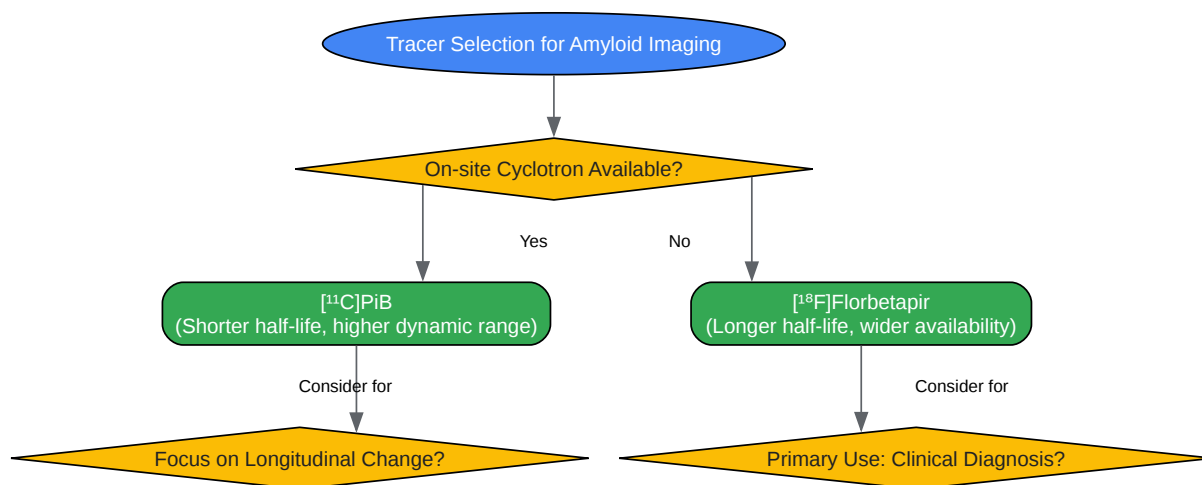 Tracer Selection for Amyloid Imaging
On-site Cyclotron Available?
Yes
No
[¹¹C]PiB
(Shorter half-life, higher dynamic range)
[¹⁸F]Florbetapir
(Longer half-life, wider availability)
Consider for
Consider for
Focus on Longitudinal Change?
Primary Use: Clinical Diagnosis?